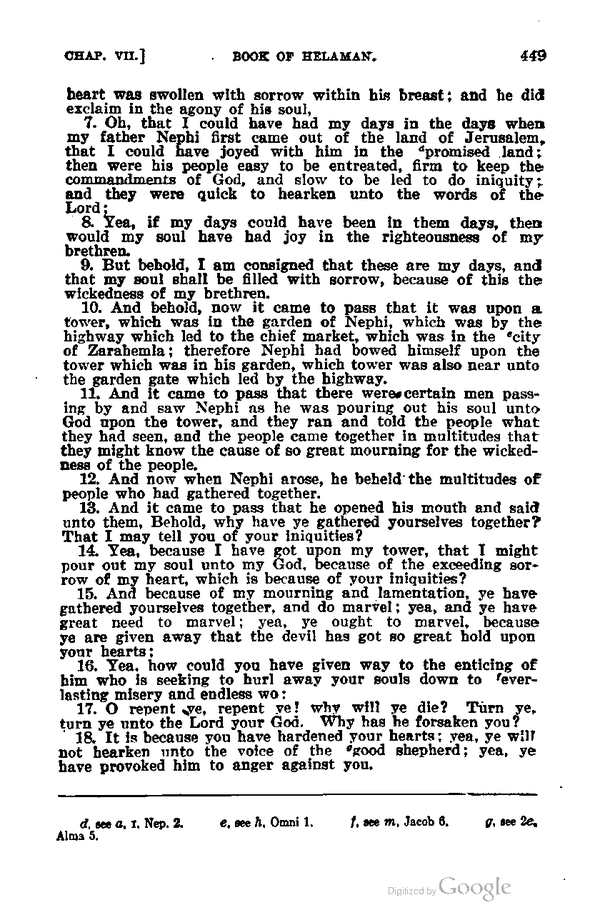 CHAP. VII.] BOOK OF HELAMAN. 449
heart was swollen with sorrow within his breast; and he did
exclaim in the agony of his soul,
7. Oh, that I could have had my days in the days when
my father Nephi first came out of the land of Jerusalem,
that I could have joyed with him in the ᵈpromised land;
then were his people easy to be entreated, firm to keep the
commandments of God, and slow to be led to do iniquity;
and they were quick to hearken unto the words of the
Lord;
8. Yea, if my days could have been in them days, then
would my soul have had joy in the righteousness of my
brethren.
9. But behold, I am consigned that these are my days, and
that my soul shall be filled with sorrow, because of this the
wickedness of my brethren.
10. And behold, now it came to pass that it was upon a
tower, which was in the garden of Nephi, which was by the
highway which led to the chief market, which was in the ᵉcity
of Zarahemla; therefore Nephi had bowed himself upon the
tower which was in his garden, which tower was also near unto
the garden gate which led by the highway.
11. And it came to pass that there were certain men pass-
ing by and saw Nephi as he was pouring out his soul unto
God upon the tower, and they ran and told the people what
they had seen, and the people came together in multitudes that
they might know the cause of so great mourning for the wicked-
ness of the people.
12. And now when Nephi arose, he beheld the multitudes of
people who had gathered together.
13. And it came to pass that he opened his mouth and said
unto them, Behold, why have ye gathered yourselves together?
That I may tell you of your iniquities?
14. Yea, because I have got upon my tower, that I might
pour out my soul unto my God, because of the exceeding sor-
row of my heart, which is because of your iniquities?
15. And because of my mourning and lamentation, ye have
gathered yourselves together, and do marvel; yea, and ye have
great need to marvel; yea, ye ought to marvel, because
ye are given away that the devil has got so great hold upon
your hearts;
16. Yea, how could you have given way to the enticing of
him who is seeking to hurl away your souls down to ᶠever-
lasting misery and endless wo:
17. O repent ye, repent ye! why will ye die? Turn ye,
turn ye unto the Lord your God. Why has he forsaken you?
18. It is because you have hardened your hearts; yea, ye will
not hearken unto the voice of the ᵍgood shepherd; yea, ye
have provoked him to anger against you.
d, see a, 1. Nep. 2. e, see h, Omni 1. f, see m, Jacob 6. g, see 2e,
Alma 5.
Digitized by Google